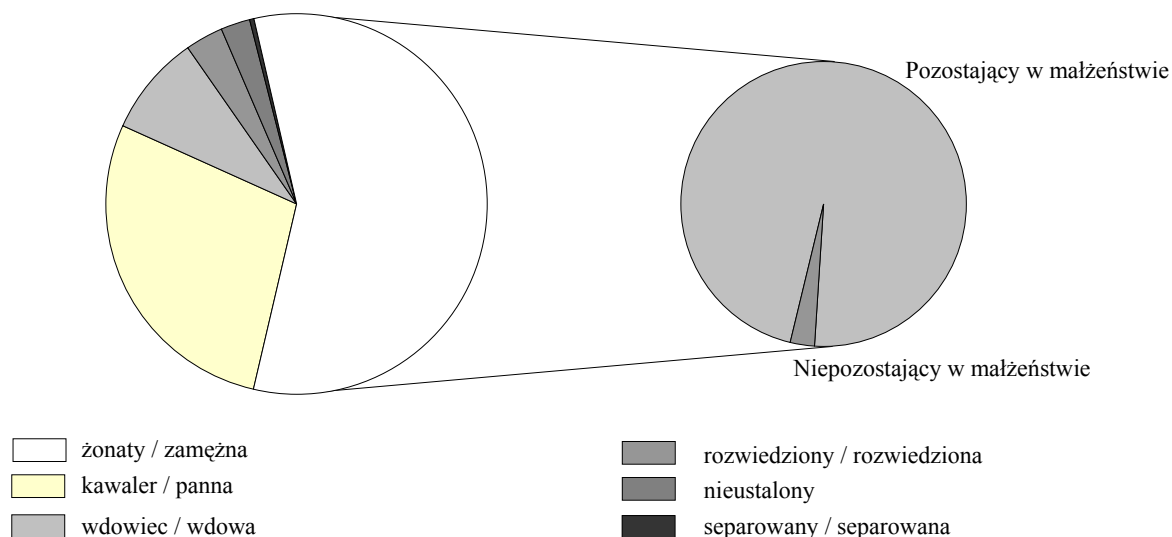 Pozostający w małżeństwie
Niepozostający w małżeństwie
żonaty / zamężna
kawaler / panna
wdowiec / wdowa
rozwiedziony / rozwiedziona
nieustalony
separowany / separowana